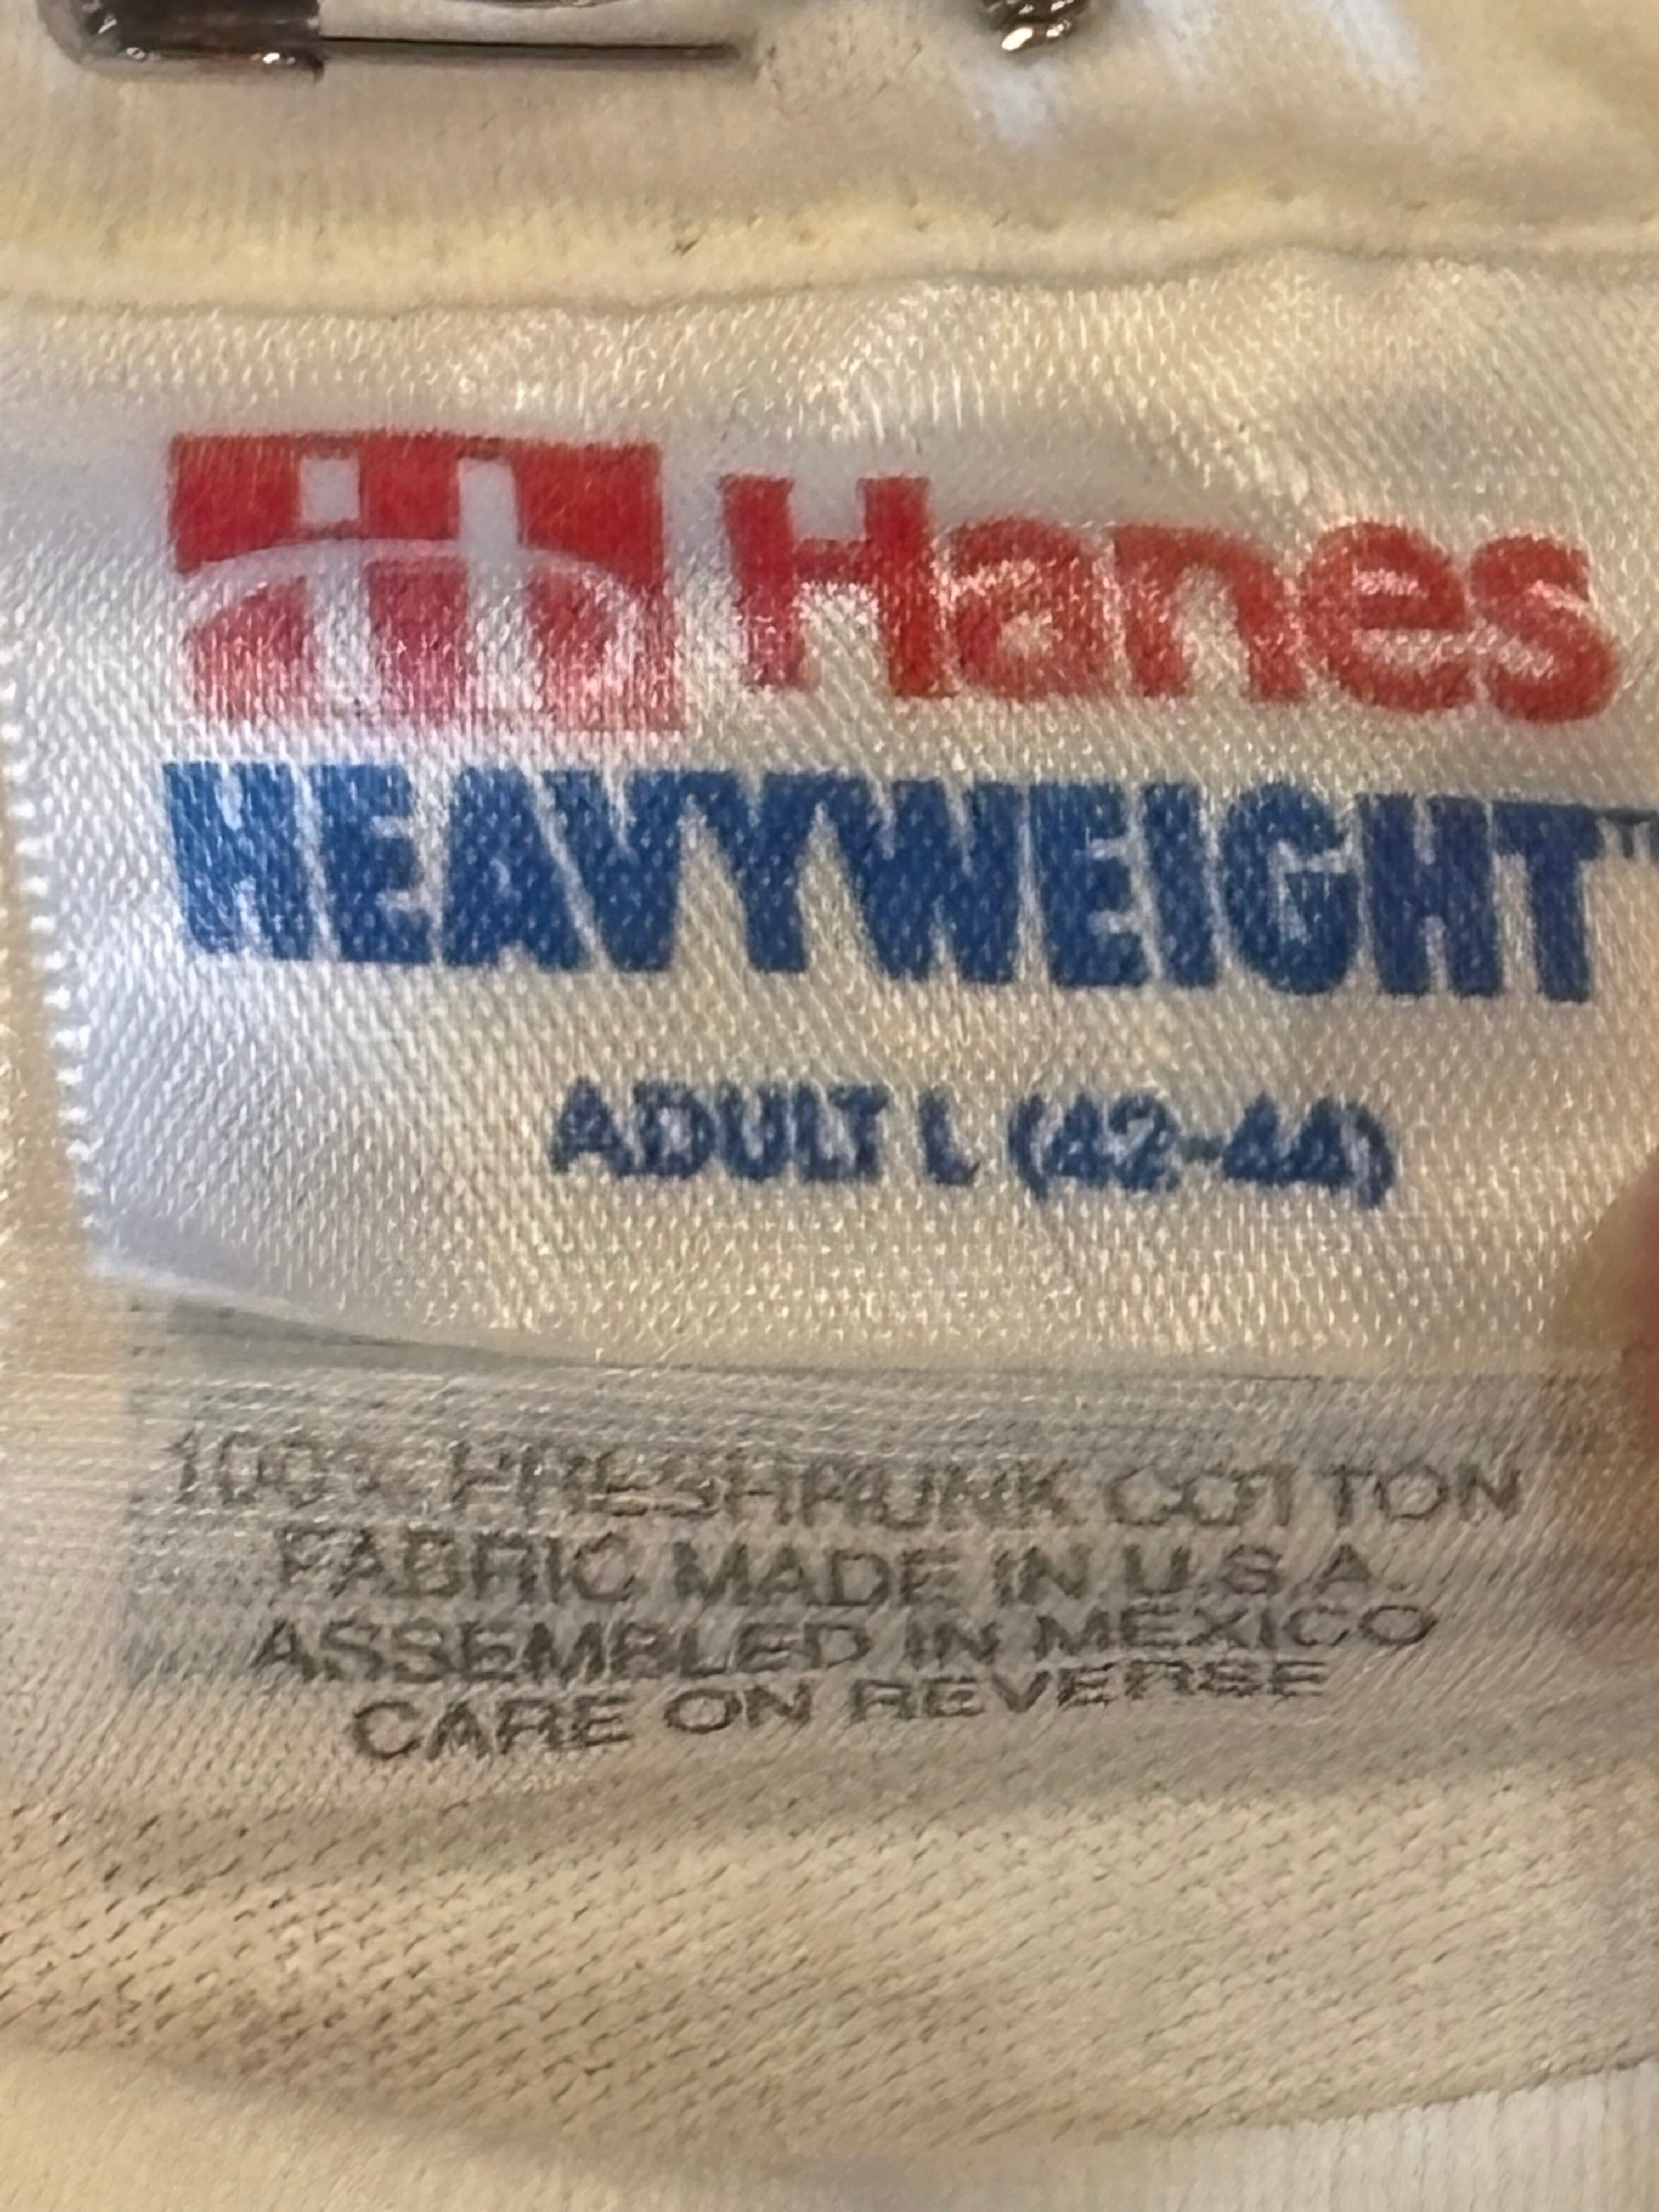 Hanes
HEAVYWEIGHT™
ADULT L (42-44)
100% PRESHRUNK COTTON
FABRIC MADE IN U.S.A.
ASSEMBLED IN MEXICO
CARE ON REVERSE